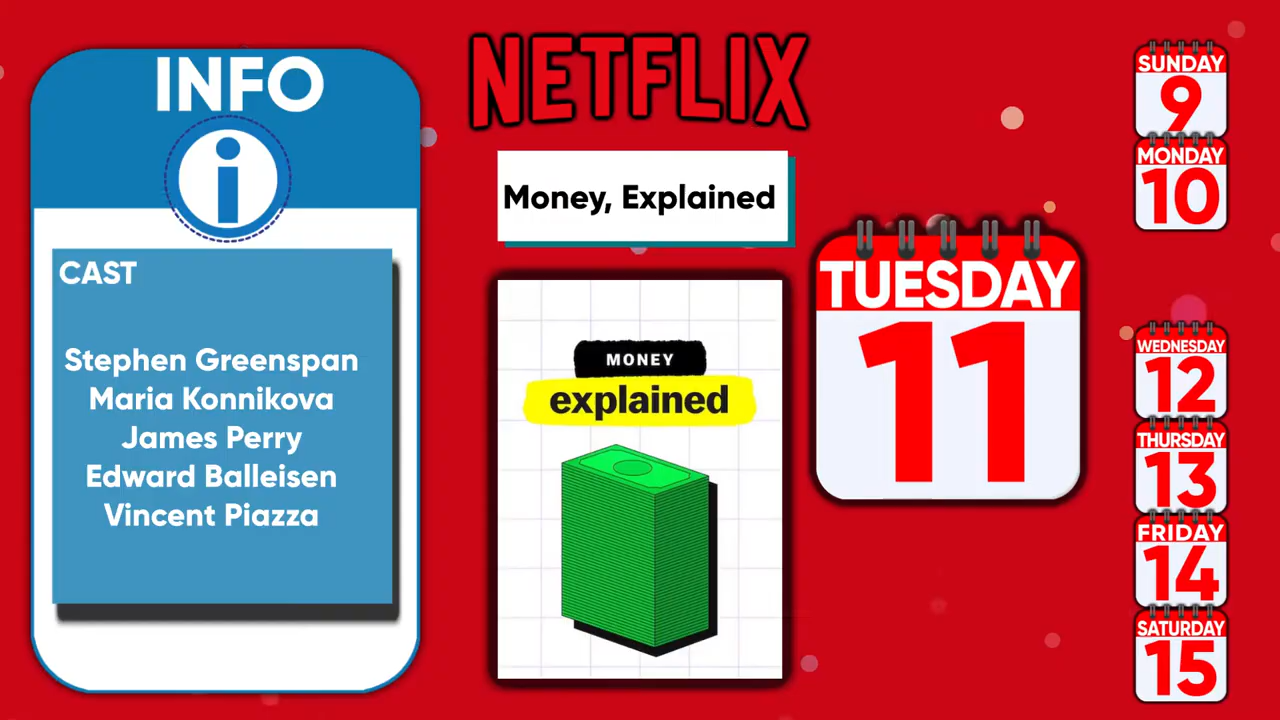 INFO
i
CAST
Stephen Greenspan
Maria Konnikova
James Perry
Edward Balleisen
Vincent Piazza
NETFLIX
Money, Explained
MONEY
explained
TUESDAY
11
SUNDAY
9
MONDAY
10
WEDNESDAY
12
THURSDAY
13
FRIDAY
14
SATURDAY
15